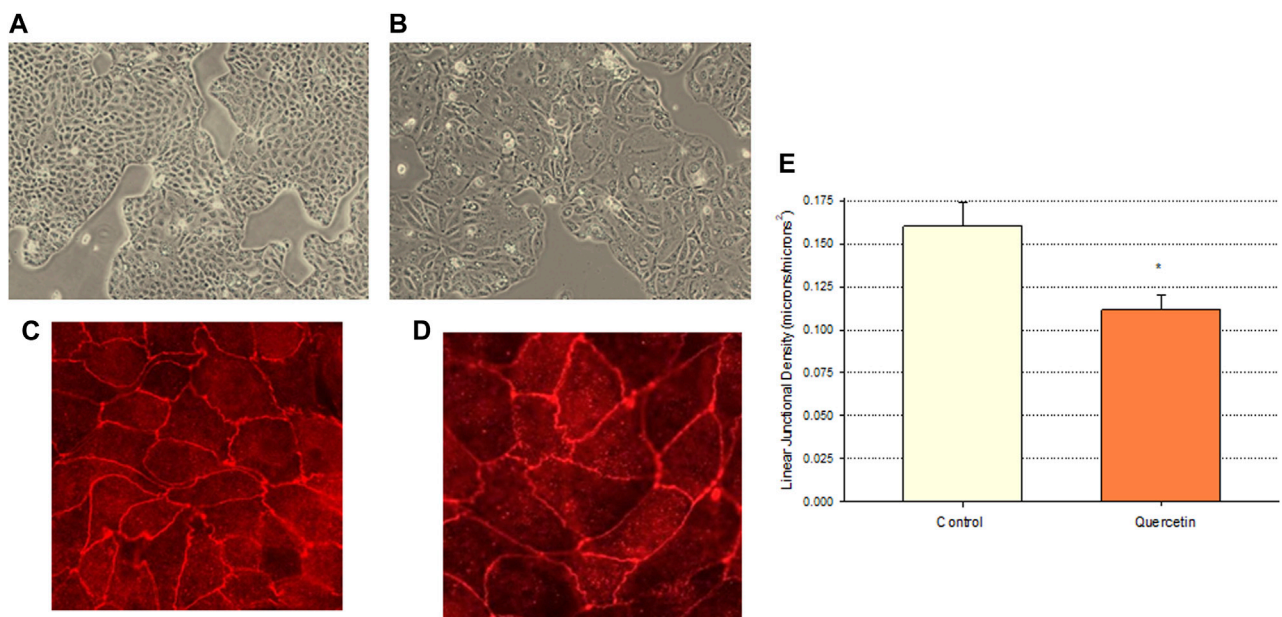 A
B
C
D
E
Linear Junctional Density (microns/microns²)
0.175
0.150
0.125
0.100
0.075
0.050
0.025
0.000
*
Control
Quercetin